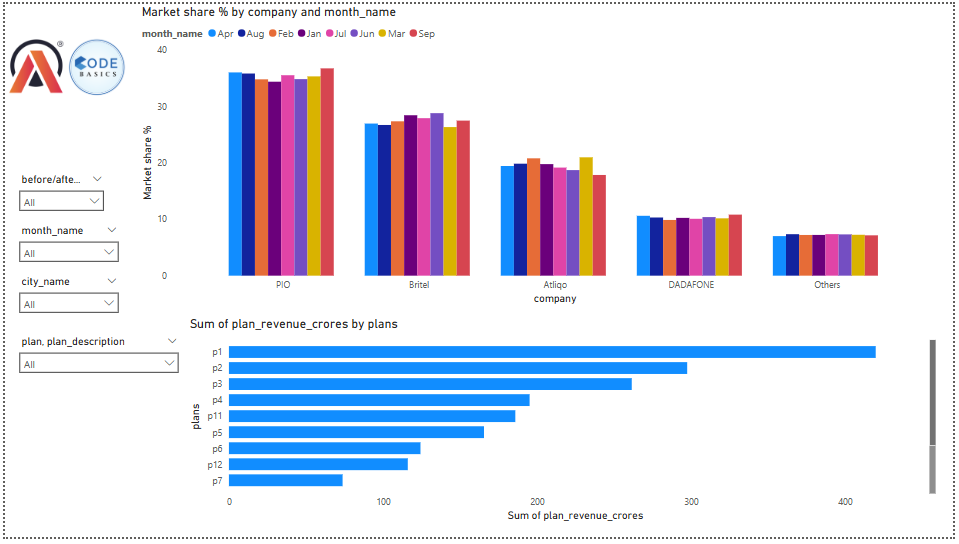 Market share % by company and month_name
month_name Apr Aug Feb Jan Jul Jun Mar Sep
®
CODE
BASICS
before/afte...
All
month_name
All
city_name
All
plan, plan_description
All
Market share %
40
30
20
10
0
PIO Britel Atliqo DADAFONE Others
company
Sum of plan_revenue_crores by plans
plans
p1
p2
p3
p4
p11
p5
p6
p12
p7
0 100 200 300 400
Sum of plan_revenue_crores